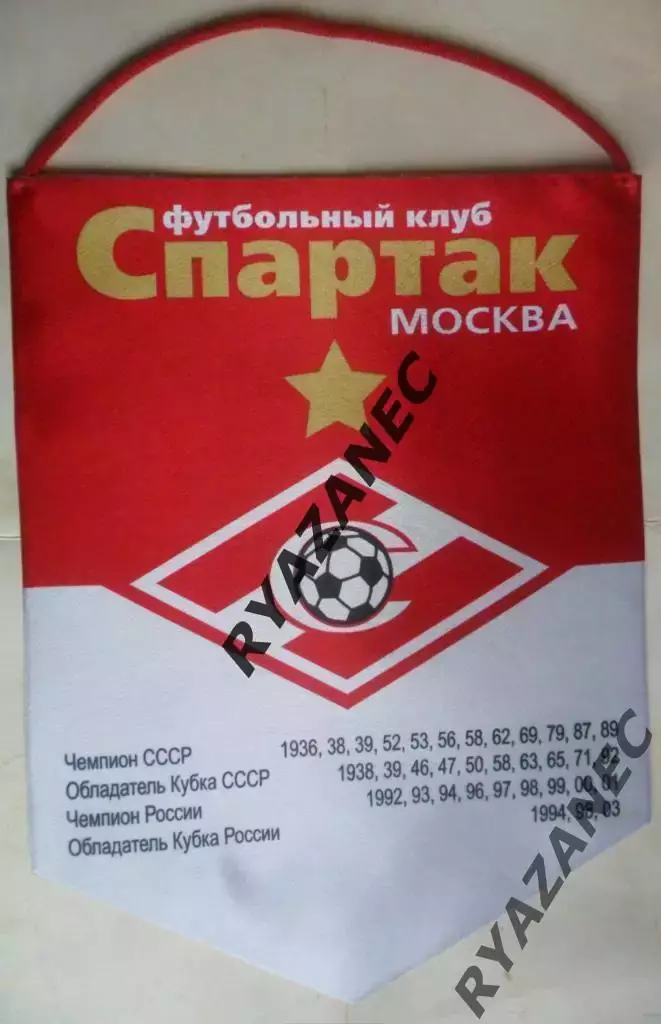 футбольный клуб
Спартак
МОСКВА
RYAZANEC
Чемпион СССР 1936, 38, 39, 52, 53, 56, 58, 62, 69, 79, 87, 89
Обладатель Кубка СССР 1938, 39, 46, 47, 50, 58, 63, 65, 71, 92
Чемпион России 1992, 93, 94, 96, 97, 98, 99, 00, 01
Обладатель Кубка России 1994, 98, 03
RYAZANEC